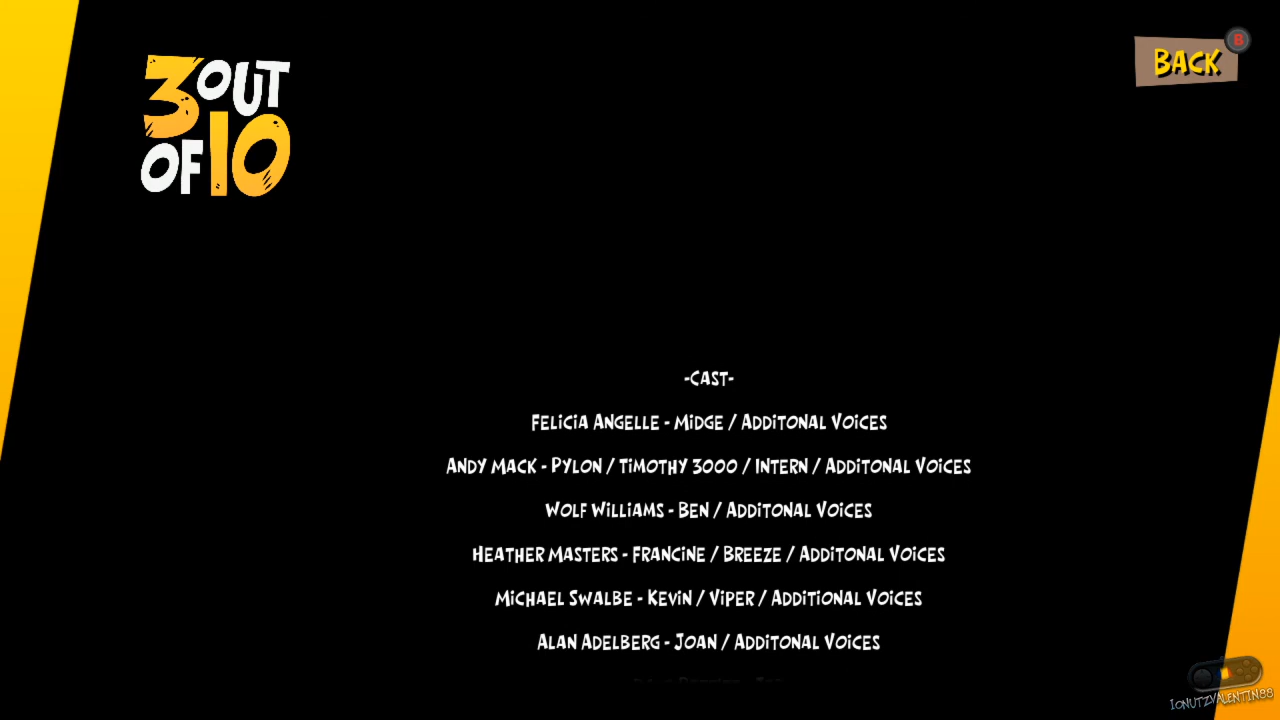 3 OUT
OF 10
BACK
B
-CAST-
FELICIA ANGELLE - MIDGE / ADDITONAL VOICES
ANDY MACK - PYLON / TIMOTHY 3000 / INTERN / ADDITONAL VOICES
WOLF WILLIAMS - BEN / ADDITONAL VOICES
HEATHER MASTERS - FRANCINE / BREEZE / ADDITONAL VOICES
MICHAEL SWALBE - KEVIN / VIPER / ADDITIONAL VOICES
ALAN ADELBERG - JOAN / ADDITONAL VOICES
IONUTZVALENTIN88